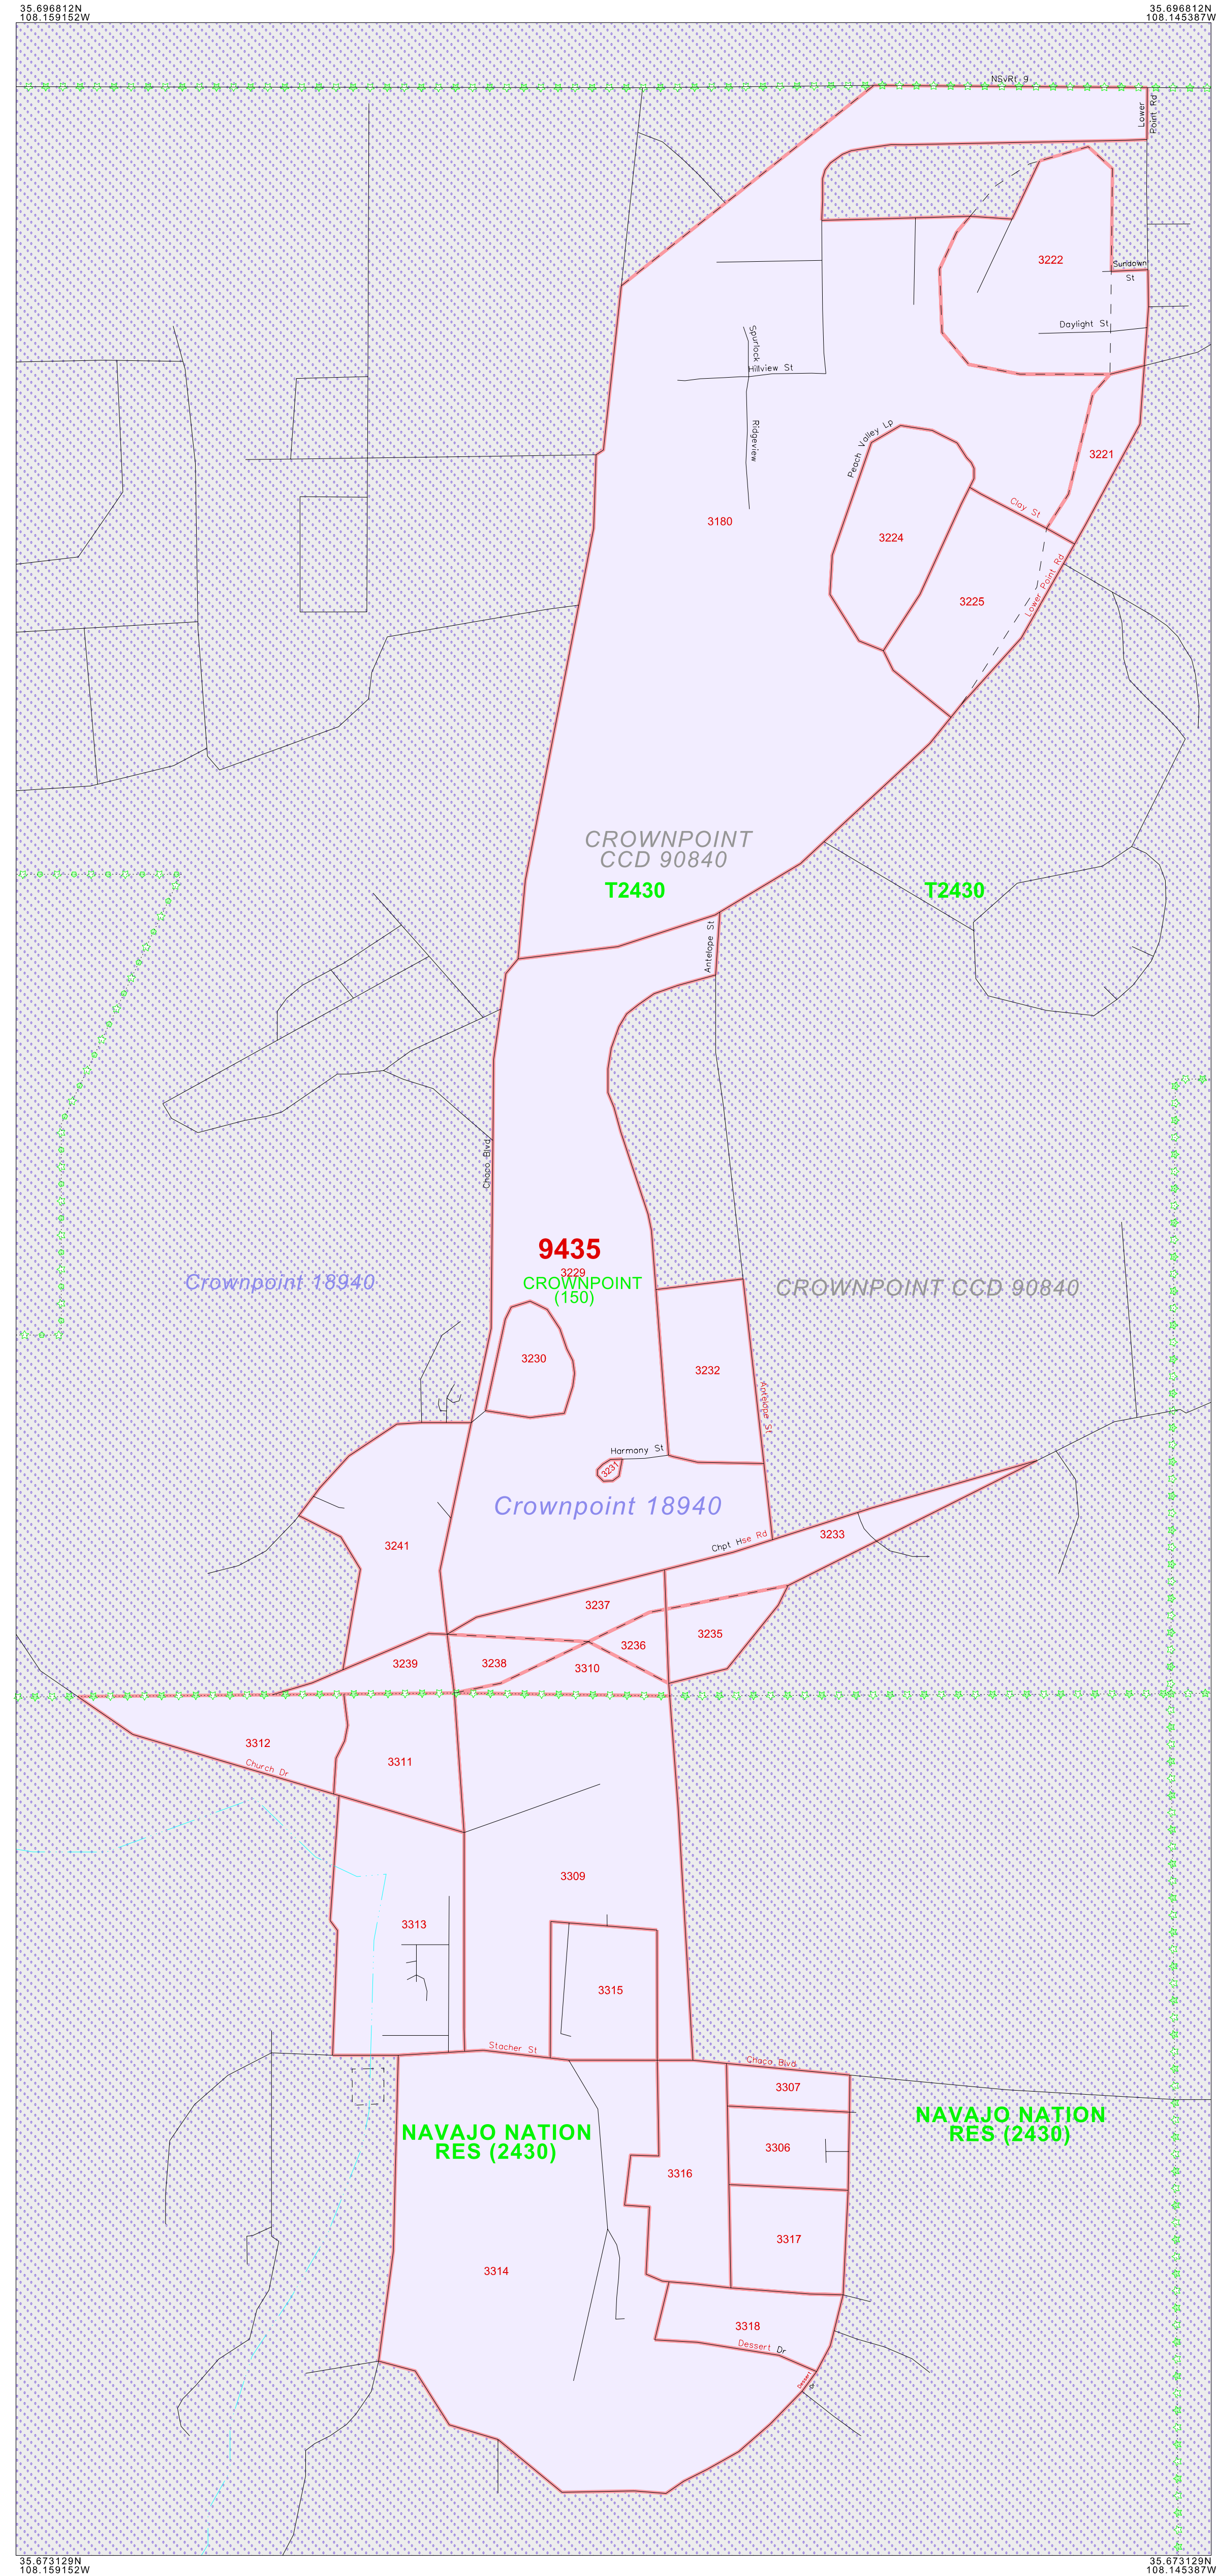 35.696812N
108.159152W
35.696812N
108.145387W
NSvRt 9
Lower
Point Rd
3222
Sundown
St
Daylight St
Spurlock
Hillview St
Ridgeview
Peach Valley Lp
3221
Clay St
3180
3224
Lower Point Rd
3225
CROWNPOINT
CCD 90840
T2430
T2430
Antelope St
Chaco Blvd
9435
3229
CROWNPOINT
(150)
Crownpoint 18940
CROWNPOINT CCD 90840
3230
3232
Antelope St
Harmony St
3231
Crownpoint 18940
3233
Chpt Hse Rd
3241
3237
3236
3235
3239
3238
3310
3312
Church Dr
3311
3309
3313
3315
Stacher St
Chaco Blvd
3307
NAVAJO NATION
RES (2430)
NAVAJO NATION
RES (2430)
3306
3316
3317
3314
3318
Dessert Dr
Dessert
Dr
35.673129N
108.159152W
35.673129N
108.145387W